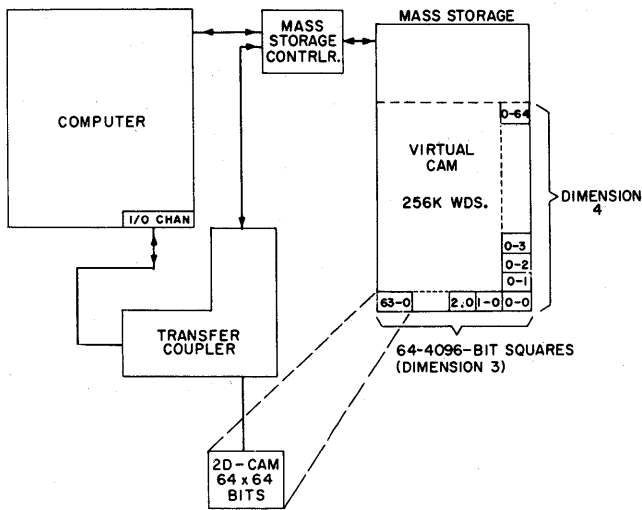 MASS STORAGE
MASS
STORAGE
CONTRLR.
COMPUTER
I/O CHAN
0-64
VIRTUAL
CAM
256K WDS.
DIMENSION
4
0-3
0-2
0-1
63-0 2.0 1-0 0-0
TRANSFER
COUPLER
64-4096-BIT SQUARES
(DIMENSION 3)
2D-CAM
64 x 64
BITS